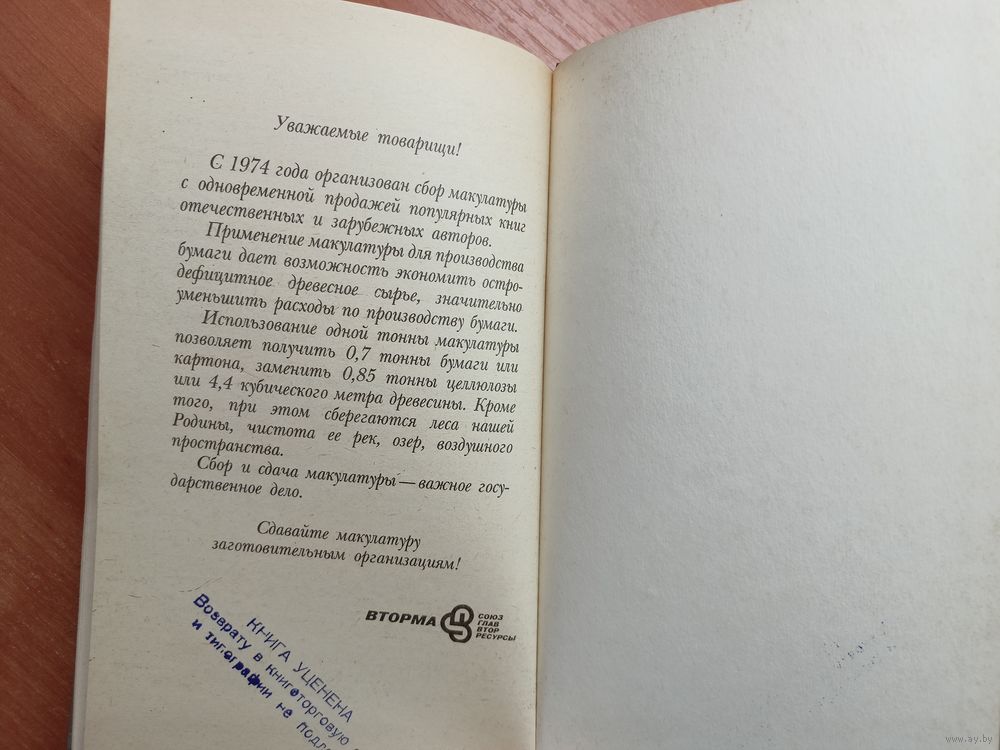 Уважаемые товарищи!
С 1974 года организован сбор макулатуры
с одновременной продажей популярных книг
отечественных и зарубежных авторов.
Применение макулатуры для производства
бумаги дает возможность экономить остро-
дефицитное древесное сырье, значительно
уменьшить расходы по производству бумаги.
Использование одной тонны макулатуры
позволяет получить 0,7 тонны бумаги или
картона, заменить 0,85 тонны целлюлозы
или 4,4 кубического метра древесины. Кроме
того, при этом сберегаются леса нашей
Родины, чистота ее рек, озер, воздушного
пространства.
Сбор и сдача макулатуры — важное госу-
дарственное дело.
Сдавайте макулатуру
заготовительным организациям!
ВТОРМА
СОЮЗ
ГЛАВ
ВТОР
РЕСУРСЫ
КНИГА УЦЕНЕНА
Возврату в книготорговую
и типографии не
www.ay.by